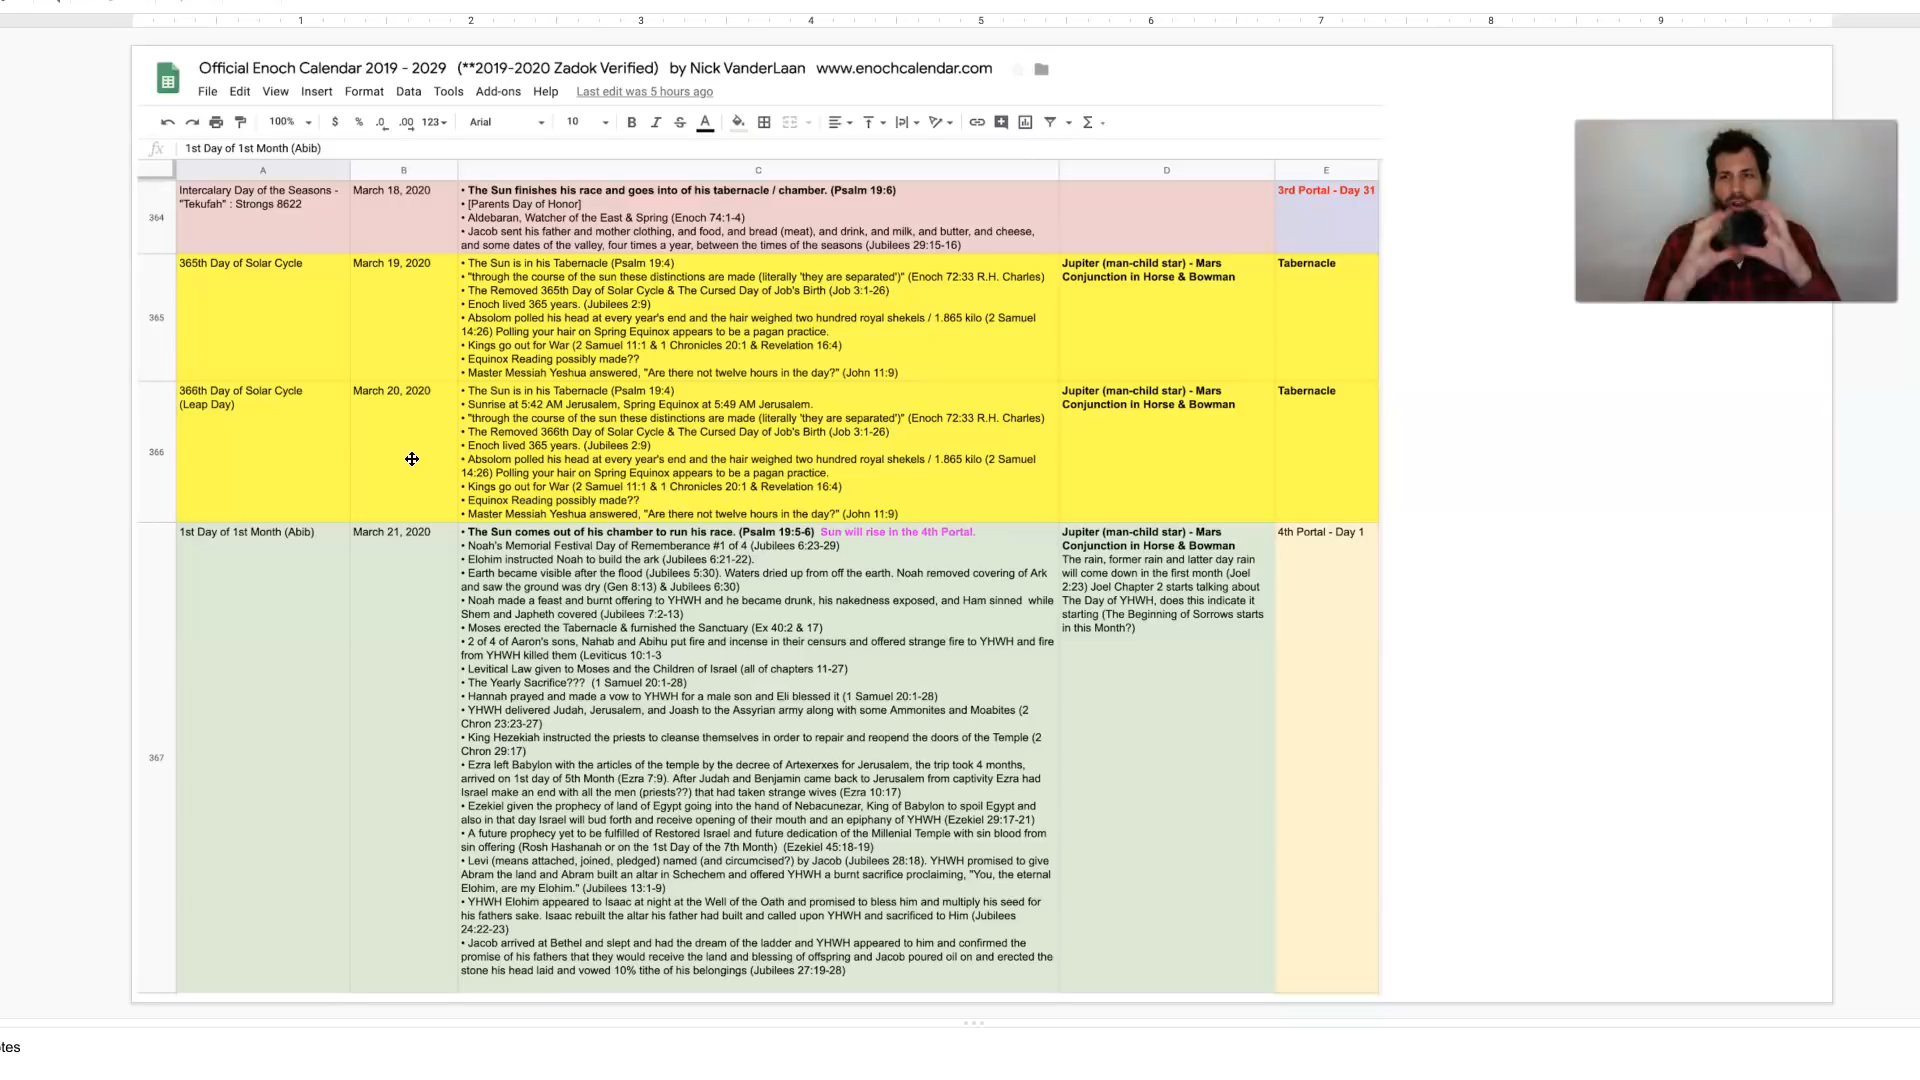 1 2 3 4 5 6 7 8 9
Official Enoch Calendar 2019 - 2029 (**2019-2020 Zadok Verified) by Nick VanderLaan www.enochcalendar.com
File Edit View Insert Format Data Tools Add-ons Help Last edit was 5 hours ago
100% $ % .0 .00 123 Arial 10 B I S A Σ
fx 1st Day of 1st Month (Abib)
A B C D E
364
Intercalary Day of the Seasons -
"Tekufah" : Strongs 8622
March 18, 2020
• The Sun finishes his race and goes into of his tabernacle / chamber. (Psalm 19:6)
• [Parents Day of Honor]
• Aldebaran, Watcher of the East & Spring (Enoch 74:1-4)
• Jacob sent his father and mother clothing, and food, and bread (meat), and drink, and milk, and butter, and cheese,
and some dates of the valley, four times a year, between the times of the seasons (Jubilees 29:15-16)
3rd Portal - Day 31
365
365th Day of Solar Cycle
March 19, 2020
• The Sun is in his Tabernacle (Psalm 19:4)
• "through the course of the sun these distinctions are made (literally 'they are separated')" (Enoch 72:33 R.H. Charles)
• The Removed 365th Day of Solar Cycle & The Cursed Day of Job's Birth (Job 3:1-26)
• Enoch lived 365 years. (Jubilees 2:9)
• Absolom polled his head at every year's end and the hair weighed two hundred royal shekels / 1.865 kilo (2 Samuel
14:26) Polling your hair on Spring Equinox appears to be a pagan practice.
• Kings go out for War (2 Samuel 11:1 & 1 Chronicles 20:1 & Revelation 16:4)
• Equinox Reading possibly made??
• Master Messiah Yeshua answered, "Are there not twelve hours in the day?" (John 11:9)
Jupiter (man-child star) - Mars
Conjunction in Horse & Bowman
Tabernacle
366
366th Day of Solar Cycle
(Leap Day)
March 20, 2020
• The Sun is in his Tabernacle (Psalm 19:4)
• Sunrise at 5:42 AM Jerusalem, Spring Equinox at 5:49 AM Jerusalem.
• "through the course of the sun these distinctions are made (literally 'they are separated')" (Enoch 72:33 R.H. Charles)
• The Removed 366th Day of Solar Cycle & The Cursed Day of Job's Birth (Job 3:1-26)
• Enoch lived 365 years. (Jubilees 2:9)
• Absolom polled his head at every year's end and the hair weighed two hundred royal shekels / 1.865 kilo (2 Samuel
14:26) Polling your hair on Spring Equinox appears to be a pagan practice.
• Kings go out for War (2 Samuel 11:1 & 1 Chronicles 20:1 & Revelation 16:4)
• Equinox Reading possibly made??
• Master Messiah Yeshua answered, "Are there not twelve hours in the day?" (John 11:9)
Jupiter (man-child star) - Mars
Conjunction in Horse & Bowman
Tabernacle
367
1st Day of 1st Month (Abib)
March 21, 2020
• The Sun comes out of his chamber to run his race. (Psalm 19:5-6) Sun will rise in the 4th Portal.
• Noah's Memorial Festival Day of Rememberance #1 of 4 (Jubilees 6:23-29)
• Elohim instructed Noah to build the ark (Jubilees 6:21-22).
• Earth became visible after the flood (Jubilees 5:30). Waters dried up from off the earth. Noah removed covering of Ark
and saw the ground was dry (Gen 8:13) & Jubilees 6:30)
• Noah made a feast and burnt offering to YHWH and he became drunk, his nakedness exposed, and Ham sinned while
Shem and Japheth covered (Jubilees 7:2-13)
• Moses erected the Tabernacle & furnished the Sanctuary (Ex 40:2 & 17)
• 2 of 4 of Aaron's sons, Nahab and Abihu put fire and incense in their censurs and offered strange fire to YHWH and fire
from YHWH killed them (Leviticus 10:1-3
• Levitical Law given to Moses and the Children of Israel (all of chapters 11-27)
• The Yearly Sacrifice??? (1 Samuel 20:1-28)
• Hannah prayed and made a vow to YHWH for a male son and Eli blessed it (1 Samuel 20:1-28)
• YHWH delivered Judah, Jerusalem, and Joash to the Assyrian army along with some Ammonites and Moabites (2
Chron 23:23-27)
• King Hezekiah instructed the priests to cleanse themselves in order to repair and reopend the doors of the Temple (2
Chron 29:17)
• Ezra left Babylon with the articles of the temple by the decree of Artexerxes for Jerusalem, the trip took 4 months,
arrived on 1st day of 5th Month (Ezra 7:9). After Judah and Benjamin came back to Jerusalem from captivity Ezra had
Israel make an end with all the men (priests??) that had taken strange wives (Ezra 10:17)
• Ezekiel given the prophecy of land of Egypt going into the hand of Nebacunezar, King of Babylon to spoil Egypt and
also in that day Israel will bud forth and receive opening of their mouth and an epiphany of YHWH (Ezekiel 29:17-21)
• A future prophecy yet to be fulfilled of Restored Israel and future dedication of the Millenial Temple with sin blood from
sin offering (Rosh Hashanah or on the 1st Day of the 7th Month) (Ezekiel 45:18-19)
• Levi (means attached, joined, pledged) named (and circumcised?) by Jacob (Jubilees 28:18). YHWH promised to give
Abram the land and Abram built an altar in Schechem and offered YHWH a burnt sacrifice proclaiming, "You, the eternal
Elohim, are my Elohim." (Jubilees 13:1-9)
• YHWH Elohim appeared to Isaac at night at the Well of the Oath and promised to bless him and multiply his seed for
his fathers sake. Isaac rebuilt the altar his father had built and called upon YHWH and sacrificed to Him (Jubilees
24:22-23)
• Jacob arrived at Bethel and slept and had the dream of the ladder and YHWH appeared to him and confirmed the
promise of his fathers that they would receive the land and blessing of offspring and Jacob poured oil on and erected the
stone his head laid and vowed 10% tithe of his belongings (Jubilees 27:19-28)
Jupiter (man-child star) - Mars
Conjunction in Horse & Bowman
The rain, former rain and latter day rain
will come down in the first month (Joel
2:23) Joel Chapter 2 starts talking about
The Day of YHWH, does this indicate it
starting (The Beginning of Sorrows starts
in this Month?)
4th Portal - Day 1
otes